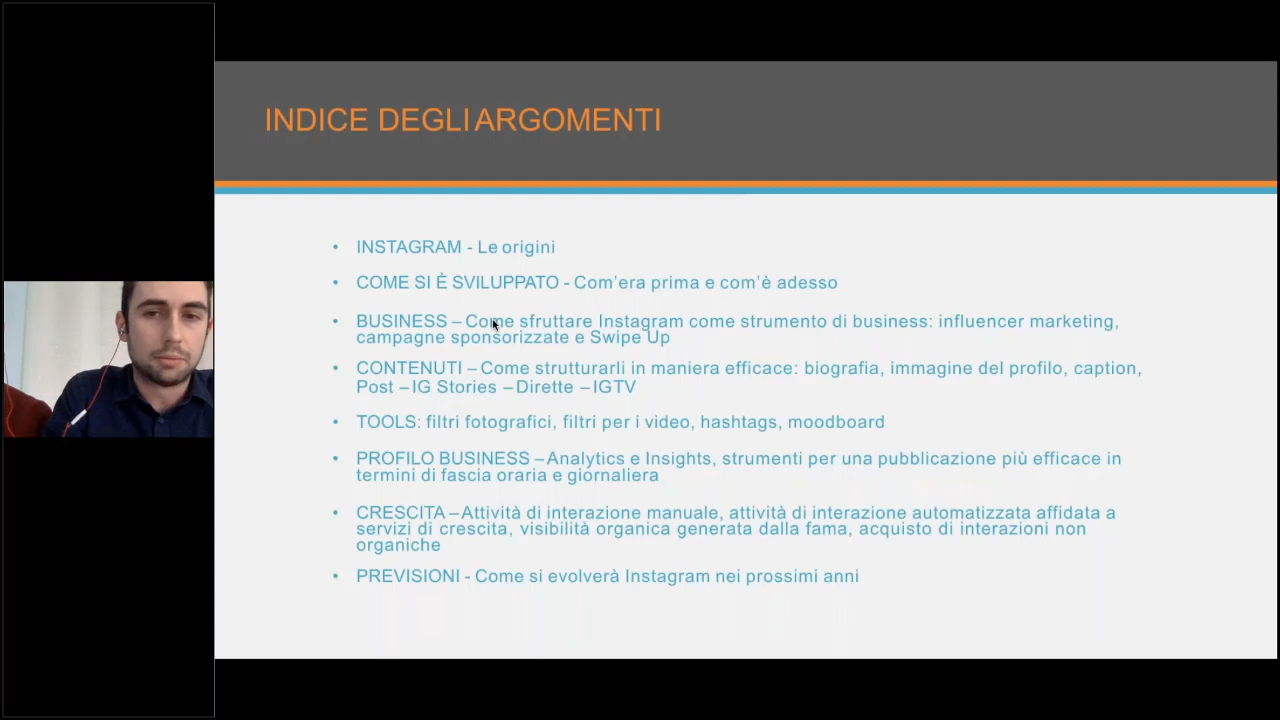 INDICE DEGLI ARGOMENTI
• INSTAGRAM - Le origini
• COME SI È SVILUPPATO - Com’era prima e com’è adesso
• BUSINESS – Come sfruttare Instagram come strumento di business: influencer marketing,
campagne sponsorizzate e Swipe Up
• CONTENUTI – Come strutturarli in maniera efficace: biografia, immagine del profilo, caption,
Post – IG Stories – Dirette – IGTV
• TOOLS: filtri fotografici, filtri per i video, hashtags, moodboard
• PROFILO BUSINESS – Analytics e Insights, strumenti per una pubblicazione più efficace in
termini di fascia oraria e giornaliera
• CRESCITA – Attività di interazione manuale, attività di interazione automatizzata affidata a
servizi di crescita, visibilità organica generata dalla fama, acquisto di interazioni non
organiche
• PREVISIONI - Come si evolverà Instagram nei prossimi anni